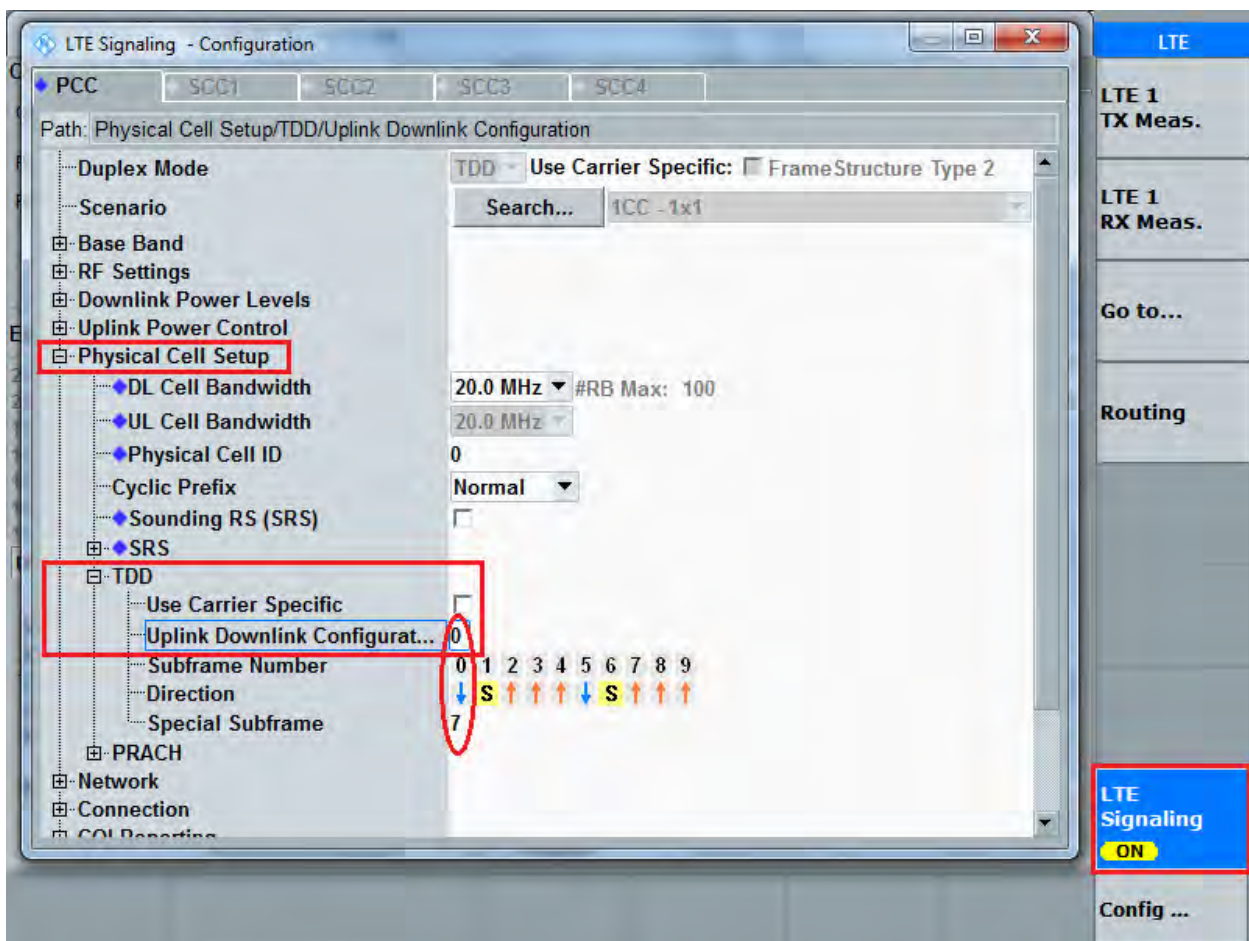 LTE Signaling - Configuration
PCC SCC1 SCC2 SCC3 SCC4
Path: Physical Cell Setup/TDD/Uplink Downlink Configuration
Duplex Mode TDD Use Carrier Specific: FrameStructure Type 2
Scenario Search... 1CC - 1x1
Base Band
RF Settings
Downlink Power Levels
Uplink Power Control
Physical Cell Setup
DL Cell Bandwidth 20.0 MHz #RB Max: 100
UL Cell Bandwidth 20.0 MHz
Physical Cell ID 0
Cyclic Prefix Normal
Sounding RS (SRS)
SRS
TDD
Use Carrier Specific
Uplink Downlink Configurat... 0
Subframe Number 0 1 2 3 4 5 6 7 8 9
Direction ↓ S ↑ ↑ ↑ ↓ S ↑ ↑ ↑
Special Subframe 7
PRACH
Network
Connection
CQI Reporting
LTE
LTE 1
TX Meas.
LTE 1
RX Meas.
Go to...
Routing
LTE
Signaling
ON
Config ...